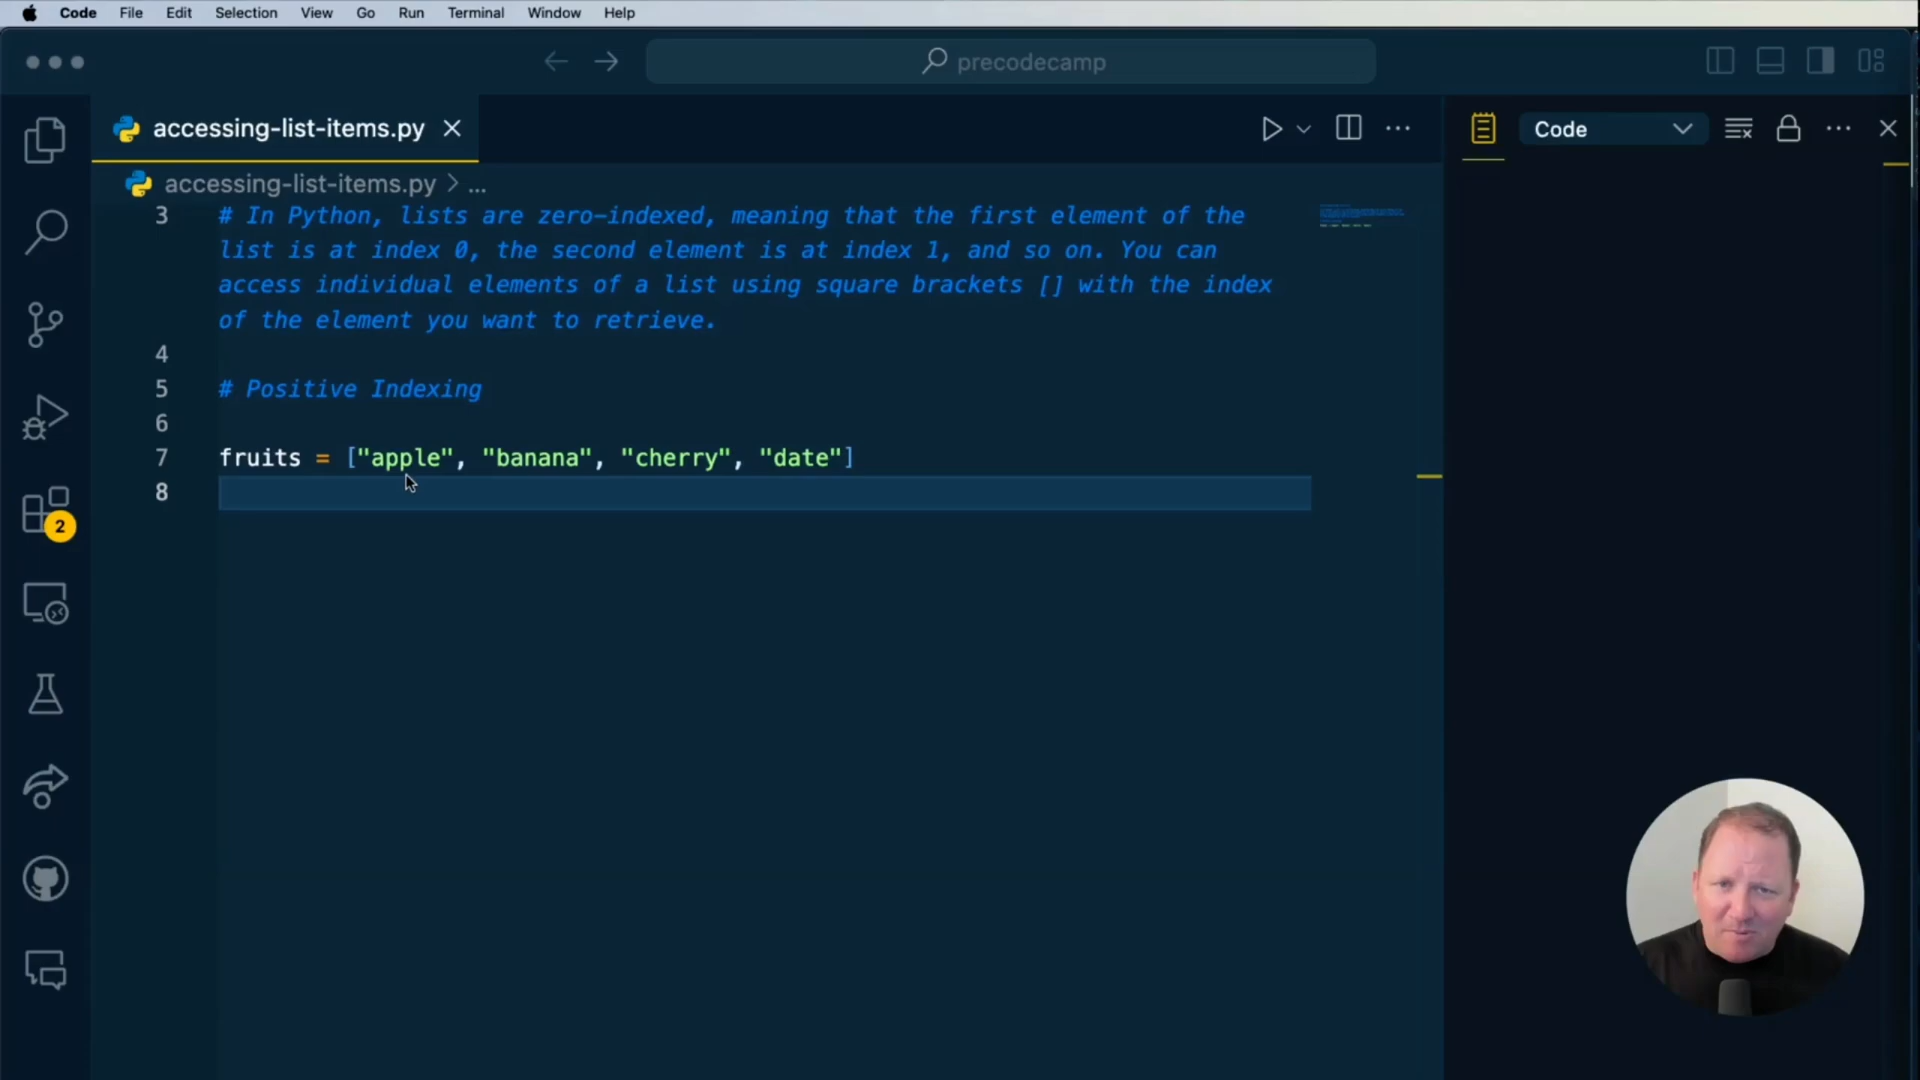 Code File Edit Selection View Go Run Terminal Window Help
precodecamp
accessing-list-items.py
Code
accessing-list-items.py > ...
3 # In Python, lists are zero-indexed, meaning that the first element of the
list is at index 0, the second element is at index 1, and so on. You can
access individual elements of a list using square brackets [] with the index
of the element you want to retrieve.
4
5 # Positive Indexing
6
7 fruits = ["apple", "banana", "cherry", "date"]
8
2